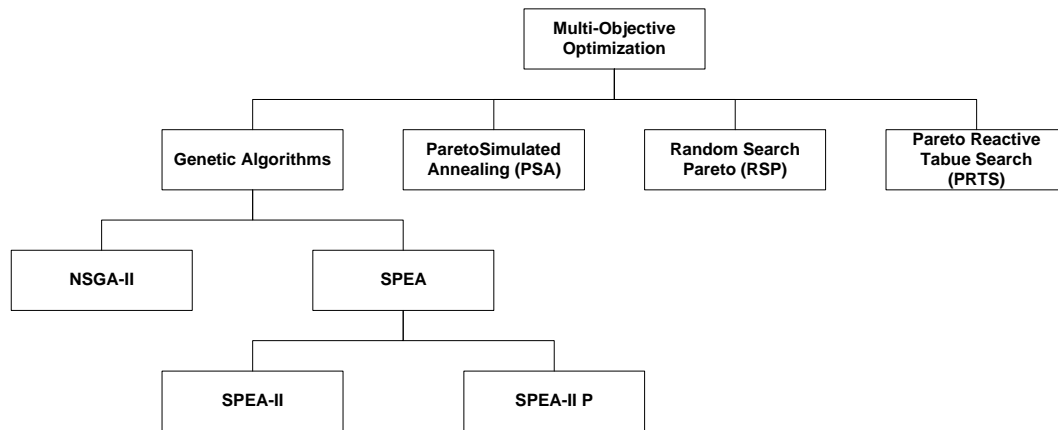 Multi-Objective
Optimization
Genetic Algorithms
ParetoSimulated
Annealing (PSA)
Random Search
Pareto (RSP)
Pareto Reactive
Tabue Search
(PRTS)
NSGA-II
SPEA
SPEA-II
SPEA-II P